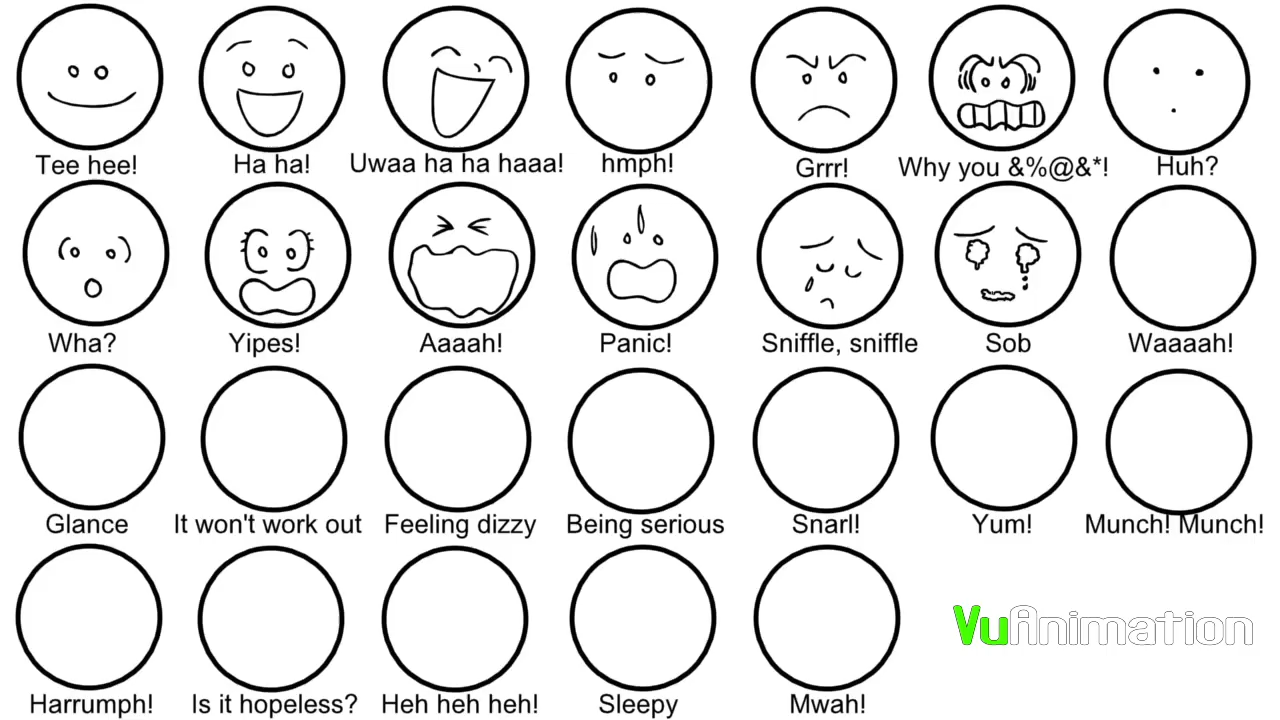 Tee hee!
Ha ha!
Uwaa ha ha haaa!
hmph!
Grrr!
Why you &%@&*!
Huh?
Wha?
Yipes!
Aaaah!
Panic!
Sniffle, sniffle
Sob
Waaaah!
Glance
It won't work out
Feeling dizzy
Being serious
Snarl!
Yum!
Munch! Munch!
Harrumph!
Is it hopeless?
Heh heh heh!
Sleepy
Mwah!
VuAnimation